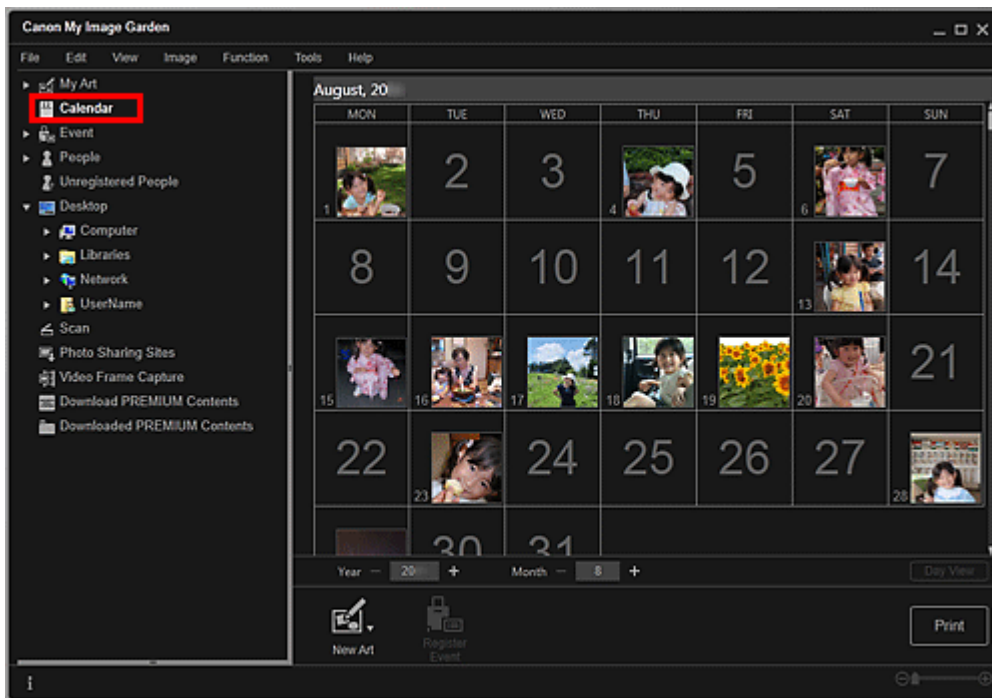 Canon My Image Garden
File Edit View Image Function Tools Help
My Art
Calendar
Event
People
Unregistered People
Desktop
Computer
Libraries
Network
UserName
Scan
Photo Sharing Sites
Video Frame Capture
Download PREMIUM Contents
Downloaded PREMIUM Contents
August, 20
MON TUE WED THU FRI SAT SUN
1 2 3 4 5 6 7
8 9 10 11 12 13 14
15 16 17 18 19 20 21
22 23 24 25 26 27 28
30 31
Year − 20 + Month − 8 + Day View
New Art
Register Event
Print